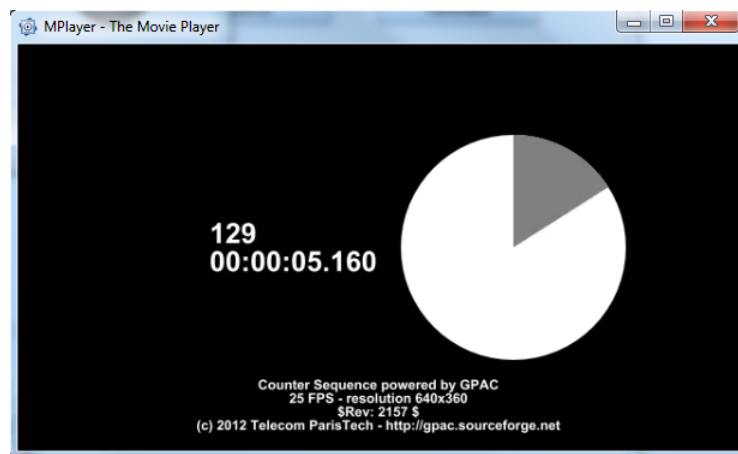 MPlayer - The Movie Player
129
00:00:05.160
Counter Sequence powered by GPAC
25 FPS - resolution 640x360
$Rev: 2157 $
(c) 2012 Telecom ParisTech - http://gpac.sourceforge.net